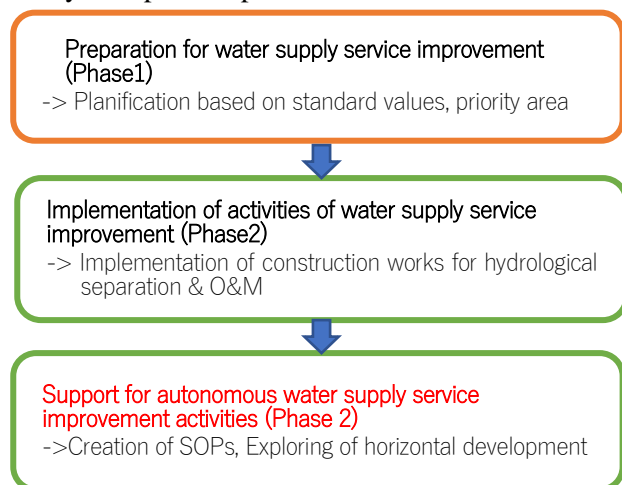 Preparation for water supply service improvement
(Phase1)
-> Planification based on standard values, priority area
Implementation of activities of water supply service
improvement (Phase2)
-> Implementation of construction works for hydrological
separation & O&M
Support for autonomous water supply service
improvement activities (Phase 2)
->Creation of SOPs, Exploring of horizontal development